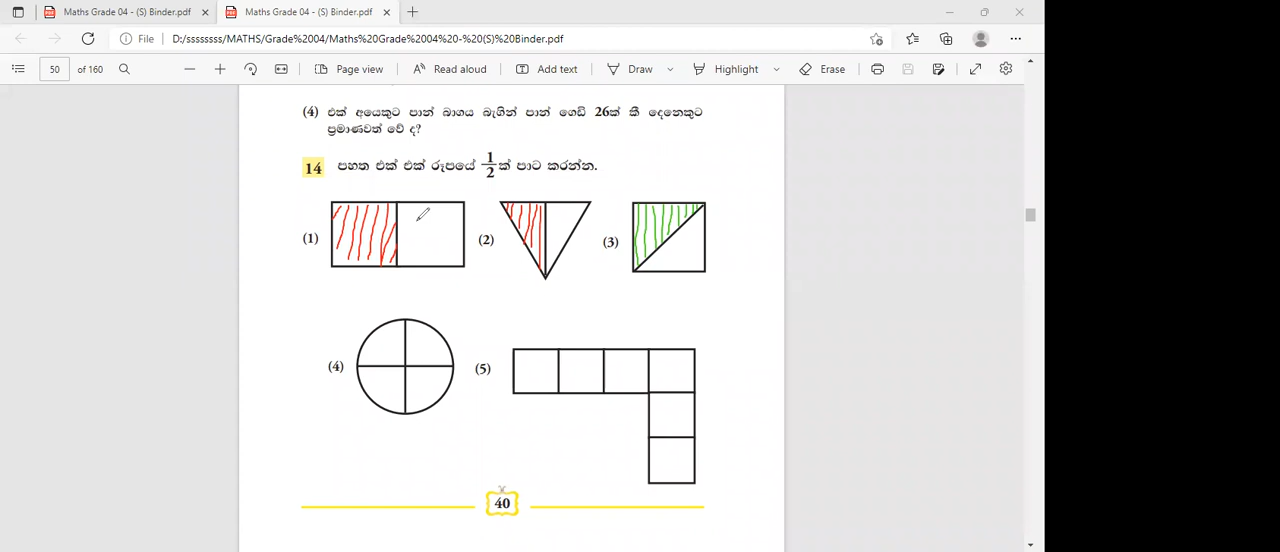 Maths Grade 04 - (S) Binder.pdf
Maths Grade 04 - (S) Binder.pdf
File D:/ssssssss/MATHS/Grade%2004/Maths%20Grade%2004%20-%20(S)%20Binder.pdf
50 of 160 Page view Read aloud Add text Draw Highlight Erase
(4) එක් අයෙකුට පාන් බාගය බැගින් පාන් ගෙඩි 26ක් කී දෙනෙකුට
ප්‍රමාණවත් වේ ද?
14 පහත එක් එක් රූපයේ 1/2 ක් පාට කරන්න.
(1) (2) (3)
(4) (5)
40